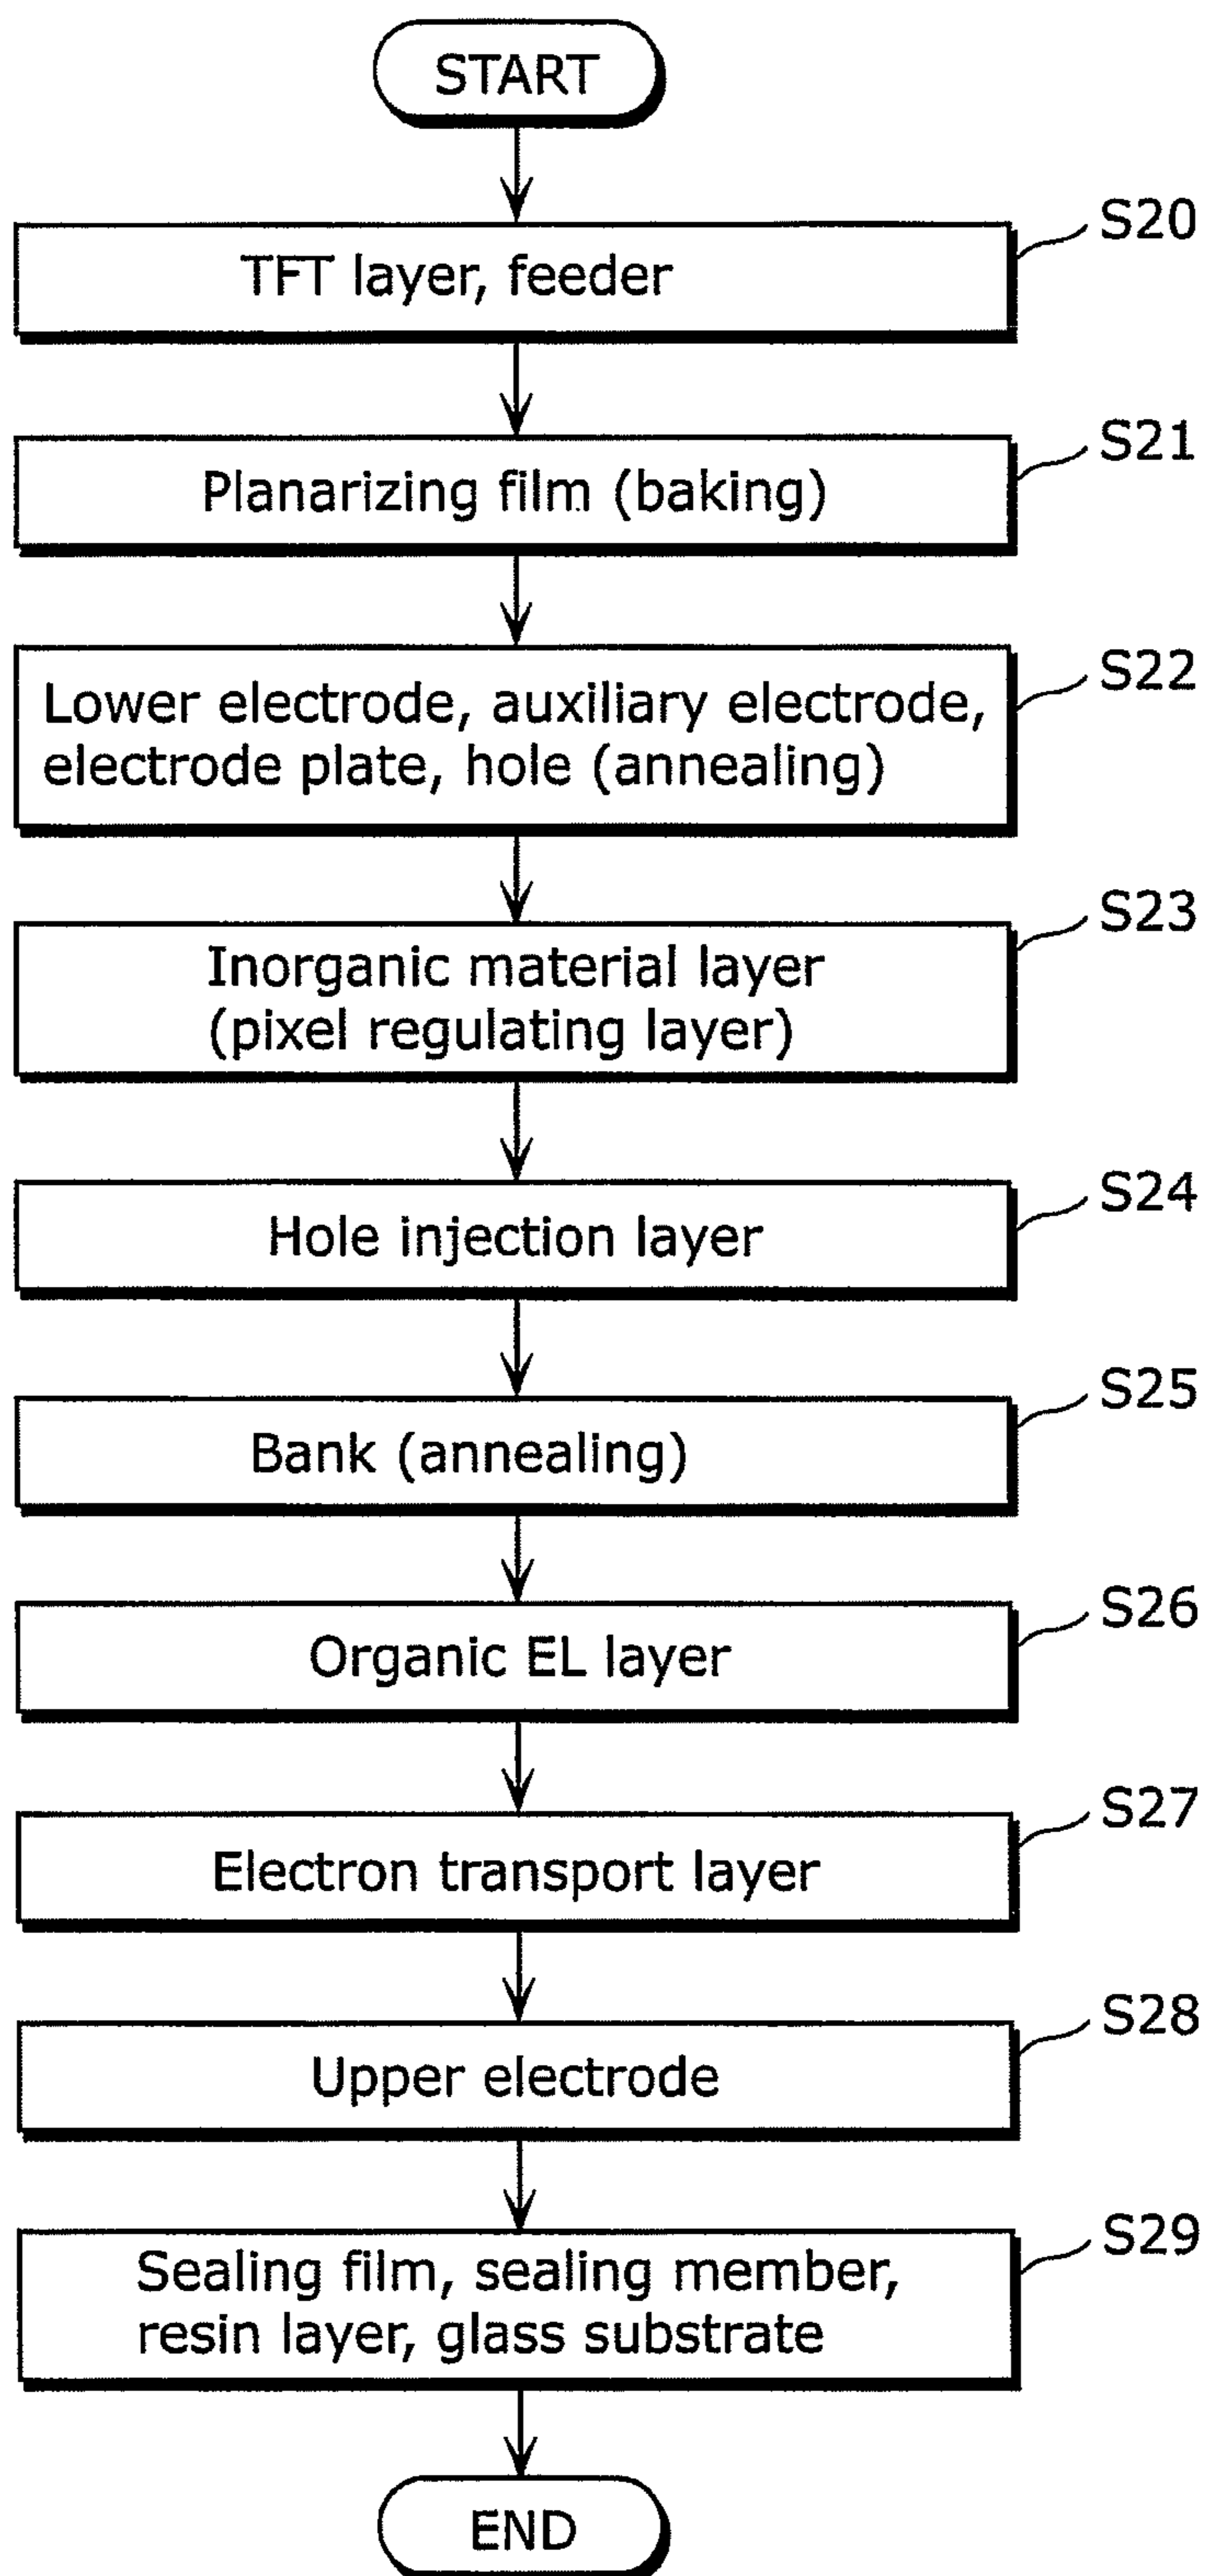 START
S20
TFT layer, feeder
S21
Planarizing film (baking)
S22
Lower electrode, auxiliary electrode,
electrode plate, hole (annealing)
S23
Inorganic material layer
(pixel regulating layer)
S24
Hole injection layer
S25
Bank (annealing)
S26
Organic EL layer
S27
Electron transport layer
S28
Upper electrode
S29
Sealing film, sealing member,
resin layer, glass substrate
END